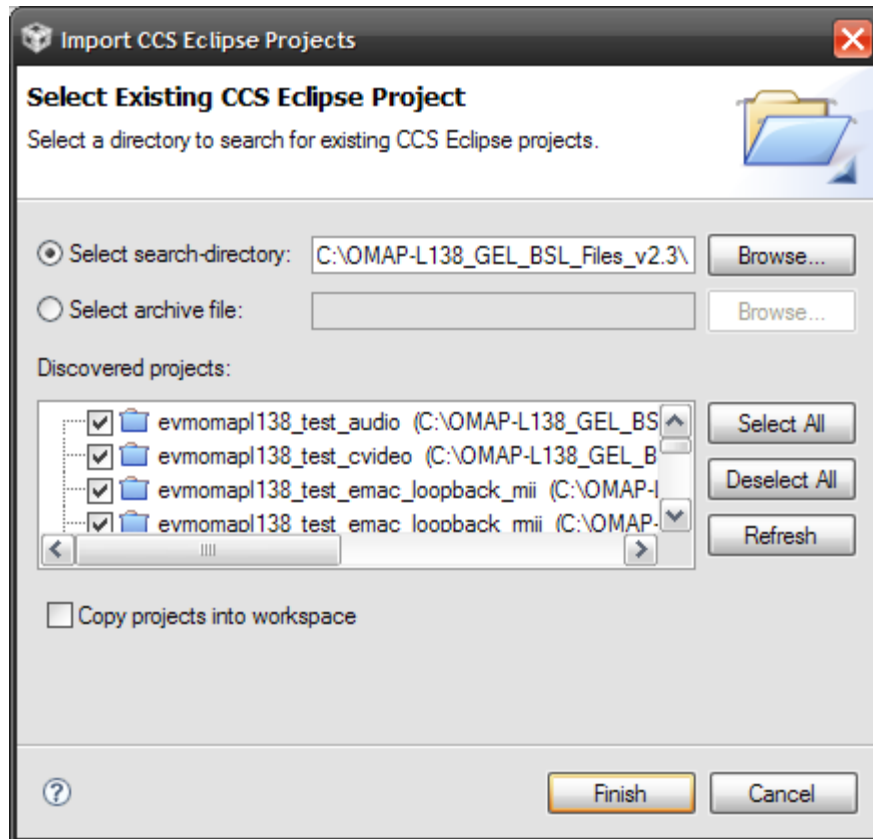 Import CCS Eclipse Projects
Select Existing CCS Eclipse Project
Select a directory to search for existing CCS Eclipse projects.
Select search-directory: C:\OMAP-L138_GEL_BSL_Files_v2.3\ Browse...
Select archive file: Browse...
Discovered projects:
evmomapl138_test_audio (C:\OMAP-L138_GEL_BS Select All
evmomapl138_test_cvideo (C:\OMAP-L138_GEL_B
evmomapl138_test_emac_loopback_mii (C:\OMAP-l Deselect All
evmomapl138_test_emac_loopback_rmii (C:\OMAP- Refresh
Copy projects into workspace
? Finish Cancel